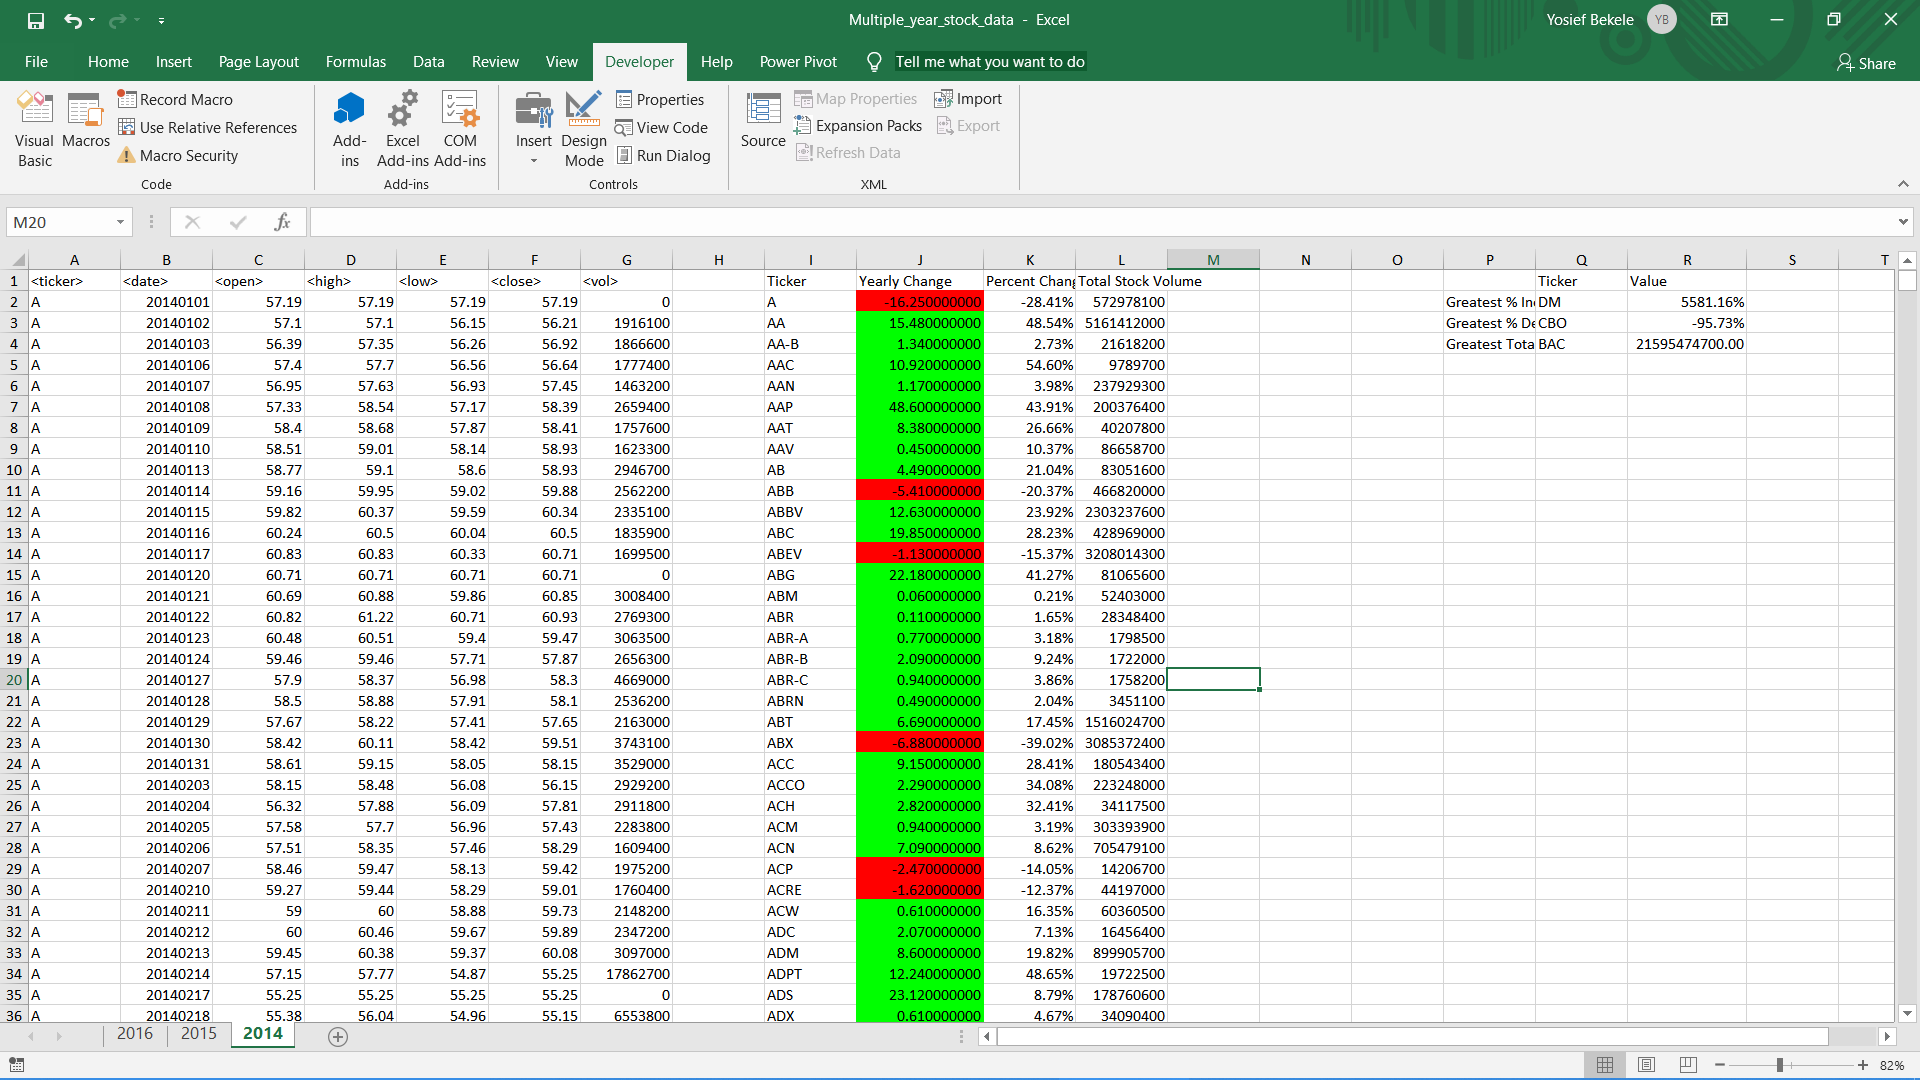 Multiple_year_stock_data - Excel
Yosief Bekele YB
File Home Insert Page Layout Formulas Data Review View Developer Help Power Pivot Tell me what you want to do Share
Visual Basic
Macros
Record Macro
Use Relative References
Macro Security
Code
Add-ins
Excel Add-ins
COM Add-ins
Add-ins
Insert
Design Mode
Properties
View Code
Run Dialog
Controls
Source
Map Properties
Expansion Packs
Refresh Data
Import
Export
XML
M20 fx
A B C D E F G H I J K L M N O P Q R S T
1 <ticker> <date> <open> <high> <low> <close> <vol> Ticker Yearly Change Percent Chang Total Stock Volume Ticker Value
2 A 20140101 57.19 57.19 57.19 57.19 0 A -16.250000000 -28.41% 572978100 Greatest % In DM 5581.16%
3 A 20140102 57.1 57.1 56.15 56.21 1916100 AA 15.480000000 48.54% 5161412000 Greatest % De CBO -95.73%
4 A 20140103 56.39 57.35 56.26 56.92 1866600 AA-B 1.340000000 2.73% 21618200 Greatest Tota BAC 21595474700.00
5 A 20140106 57.4 57.7 56.56 56.64 1777400 AAC 10.920000000 54.60% 9789700
6 A 20140107 56.95 57.63 56.93 57.45 1463200 AAN 1.170000000 3.98% 237929300
7 A 20140108 57.33 58.54 57.17 58.39 2659400 AAP 48.600000000 43.91% 200376400
8 A 20140109 58.4 58.68 57.87 58.41 1757600 AAT 8.380000000 26.66% 40207800
9 A 20140110 58.51 59.01 58.14 58.93 1623300 AAV 0.450000000 10.37% 86658700
10 A 20140113 58.77 59.1 58.6 58.93 2946700 AB 4.490000000 21.04% 83051600
11 A 20140114 59.16 59.95 59.02 59.88 2562200 ABB -5.410000000 -20.37% 466820000
12 A 20140115 59.82 60.37 59.59 60.34 2335100 ABBV 12.630000000 23.92% 2303237600
13 A 20140116 60.24 60.5 60.04 60.5 1835900 ABC 19.850000000 28.23% 428969000
14 A 20140117 60.83 60.83 60.33 60.71 1699500 ABEV -1.130000000 -15.37% 3208014300
15 A 20140120 60.71 60.71 60.71 60.71 0 ABG 22.180000000 41.27% 81065600
16 A 20140121 60.69 60.88 59.86 60.85 3008400 ABM 0.060000000 0.21% 52403000
17 A 20140122 60.82 61.22 60.71 60.93 2769300 ABR 0.110000000 1.65% 28348400
18 A 20140123 60.48 60.51 59.4 59.47 3063500 ABR-A 0.770000000 3.18% 1798500
19 A 20140124 59.46 59.46 57.71 57.87 2656300 ABR-B 2.090000000 9.24% 1722000
20 A 20140127 57.9 58.37 56.98 58.3 4669000 ABR-C 0.940000000 3.86% 1758200
21 A 20140128 58.5 58.88 57.91 58.1 2536200 ABRN 0.490000000 2.04% 3451100
22 A 20140129 57.67 58.22 57.41 57.65 2163000 ABT 6.690000000 17.45% 1516024700
23 A 20140130 58.42 60.11 58.42 59.51 3743100 ABX -6.880000000 -39.02% 3085372400
24 A 20140131 58.61 59.15 58.05 58.15 3529000 ACC 9.150000000 28.41% 180543400
25 A 20140203 58.15 58.48 56.08 56.15 2929200 ACCO 2.290000000 34.08% 223248000
26 A 20140204 56.32 57.88 56.09 57.81 2911800 ACH 2.820000000 32.41% 34117500
27 A 20140205 57.58 57.7 56.96 57.43 2283800 ACM 0.940000000 3.19% 303393900
28 A 20140206 57.51 58.35 57.46 58.29 1609400 ACN 7.090000000 8.62% 705479100
29 A 20140207 58.46 59.47 58.13 59.42 1975200 ACP -2.470000000 -14.05% 14206700
30 A 20140210 59.27 59.44 58.29 59.01 1760400 ACRE -1.620000000 -12.37% 44197000
31 A 20140211 59 60 58.88 59.73 2148200 ACW 0.610000000 16.35% 60360500
32 A 20140212 60 60.46 59.67 59.89 2347200 ADC 2.070000000 7.13% 16456400
33 A 20140213 59.45 60.38 59.37 60.08 3097000 ADM 8.600000000 19.82% 899905700
34 A 20140214 57.15 57.77 54.87 55.25 17862700 ADPT 12.240000000 48.65% 19722500
35 A 20140217 55.25 55.25 55.25 55.25 0 ADS 23.120000000 8.79% 178760600
36 A 20140218 55.38 56.04 54.96 55.15 6553800 ADX 0.610000000 4.67% 34090400
2016 2015 2014
82%